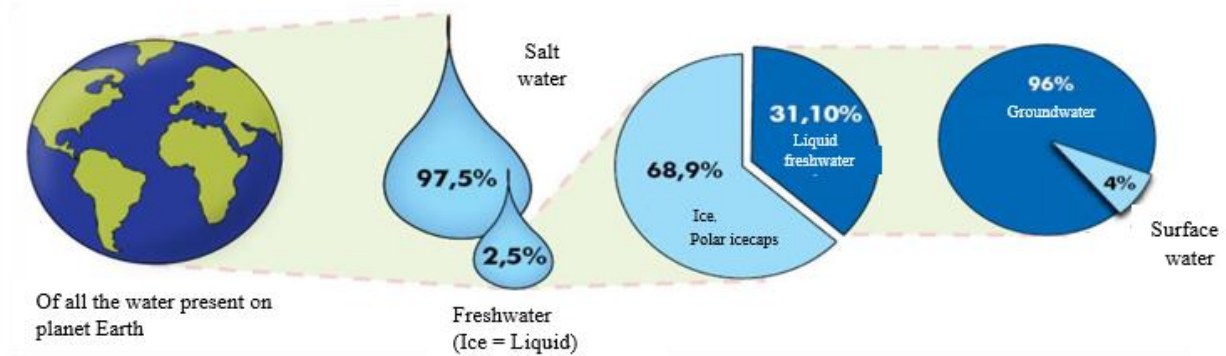 Of all the water present on
planet Earth
Salt
water
97,5%
2,5%
Freshwater
(Ice = Liquid)
68,9%
Ice,
Polar icecaps
31,10%
Liquid
freshwater
96%
Groundwater
4%
Surface
water